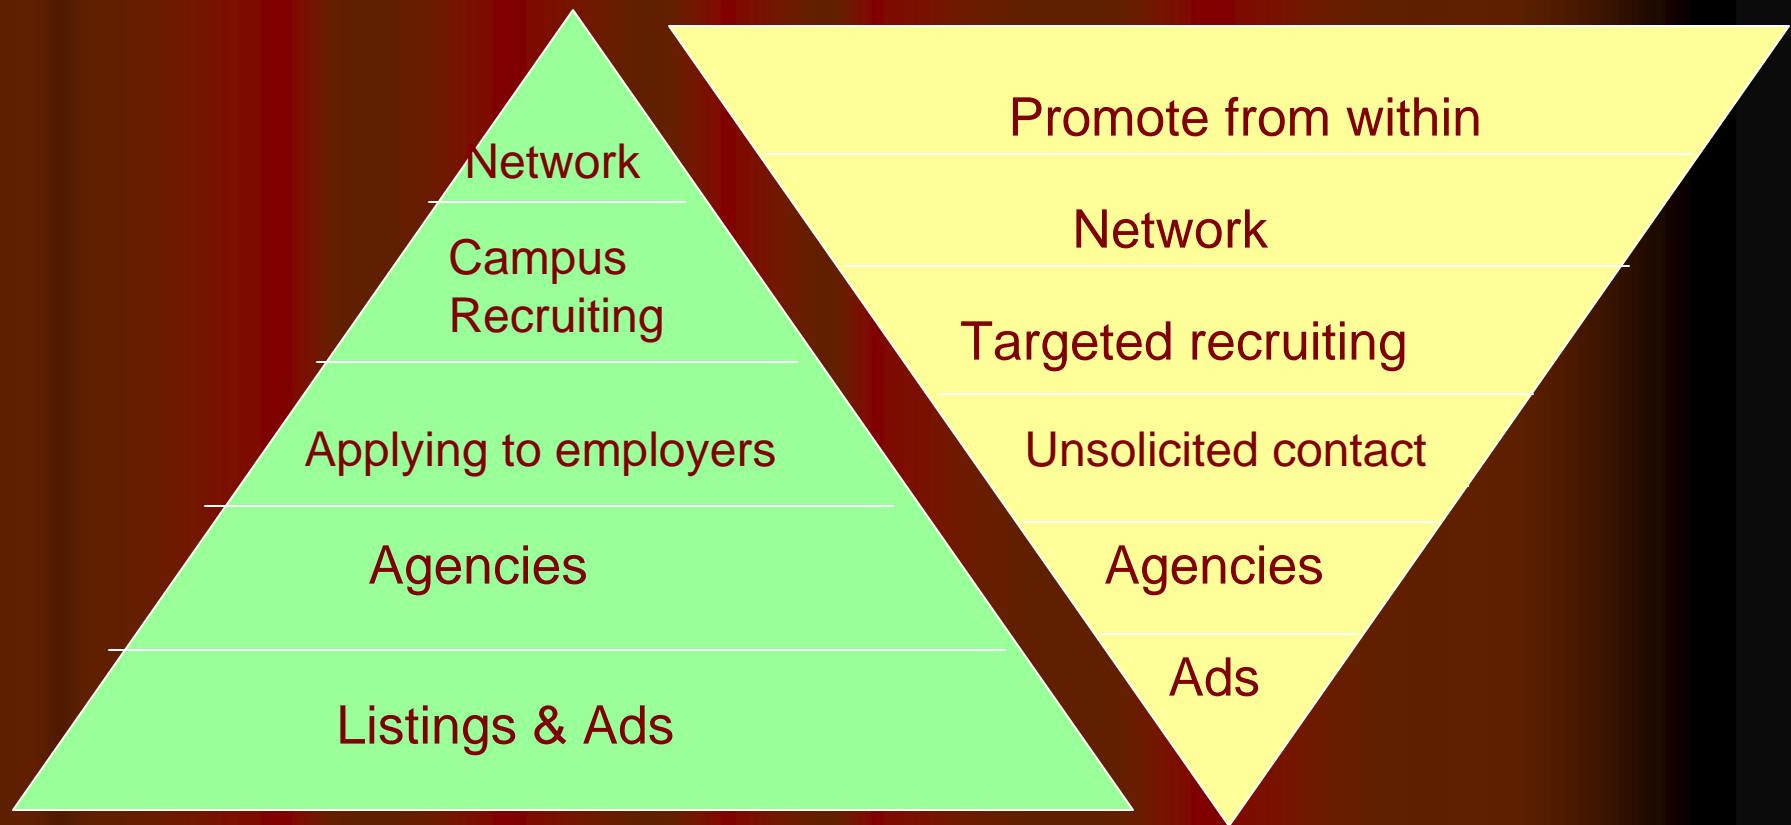 Network
Campus
Recruiting
Applying to employers
Agencies
Listings & Ads
Promote from within
Network
Targeted recruiting
Unsolicited contact
Agencies
Ads